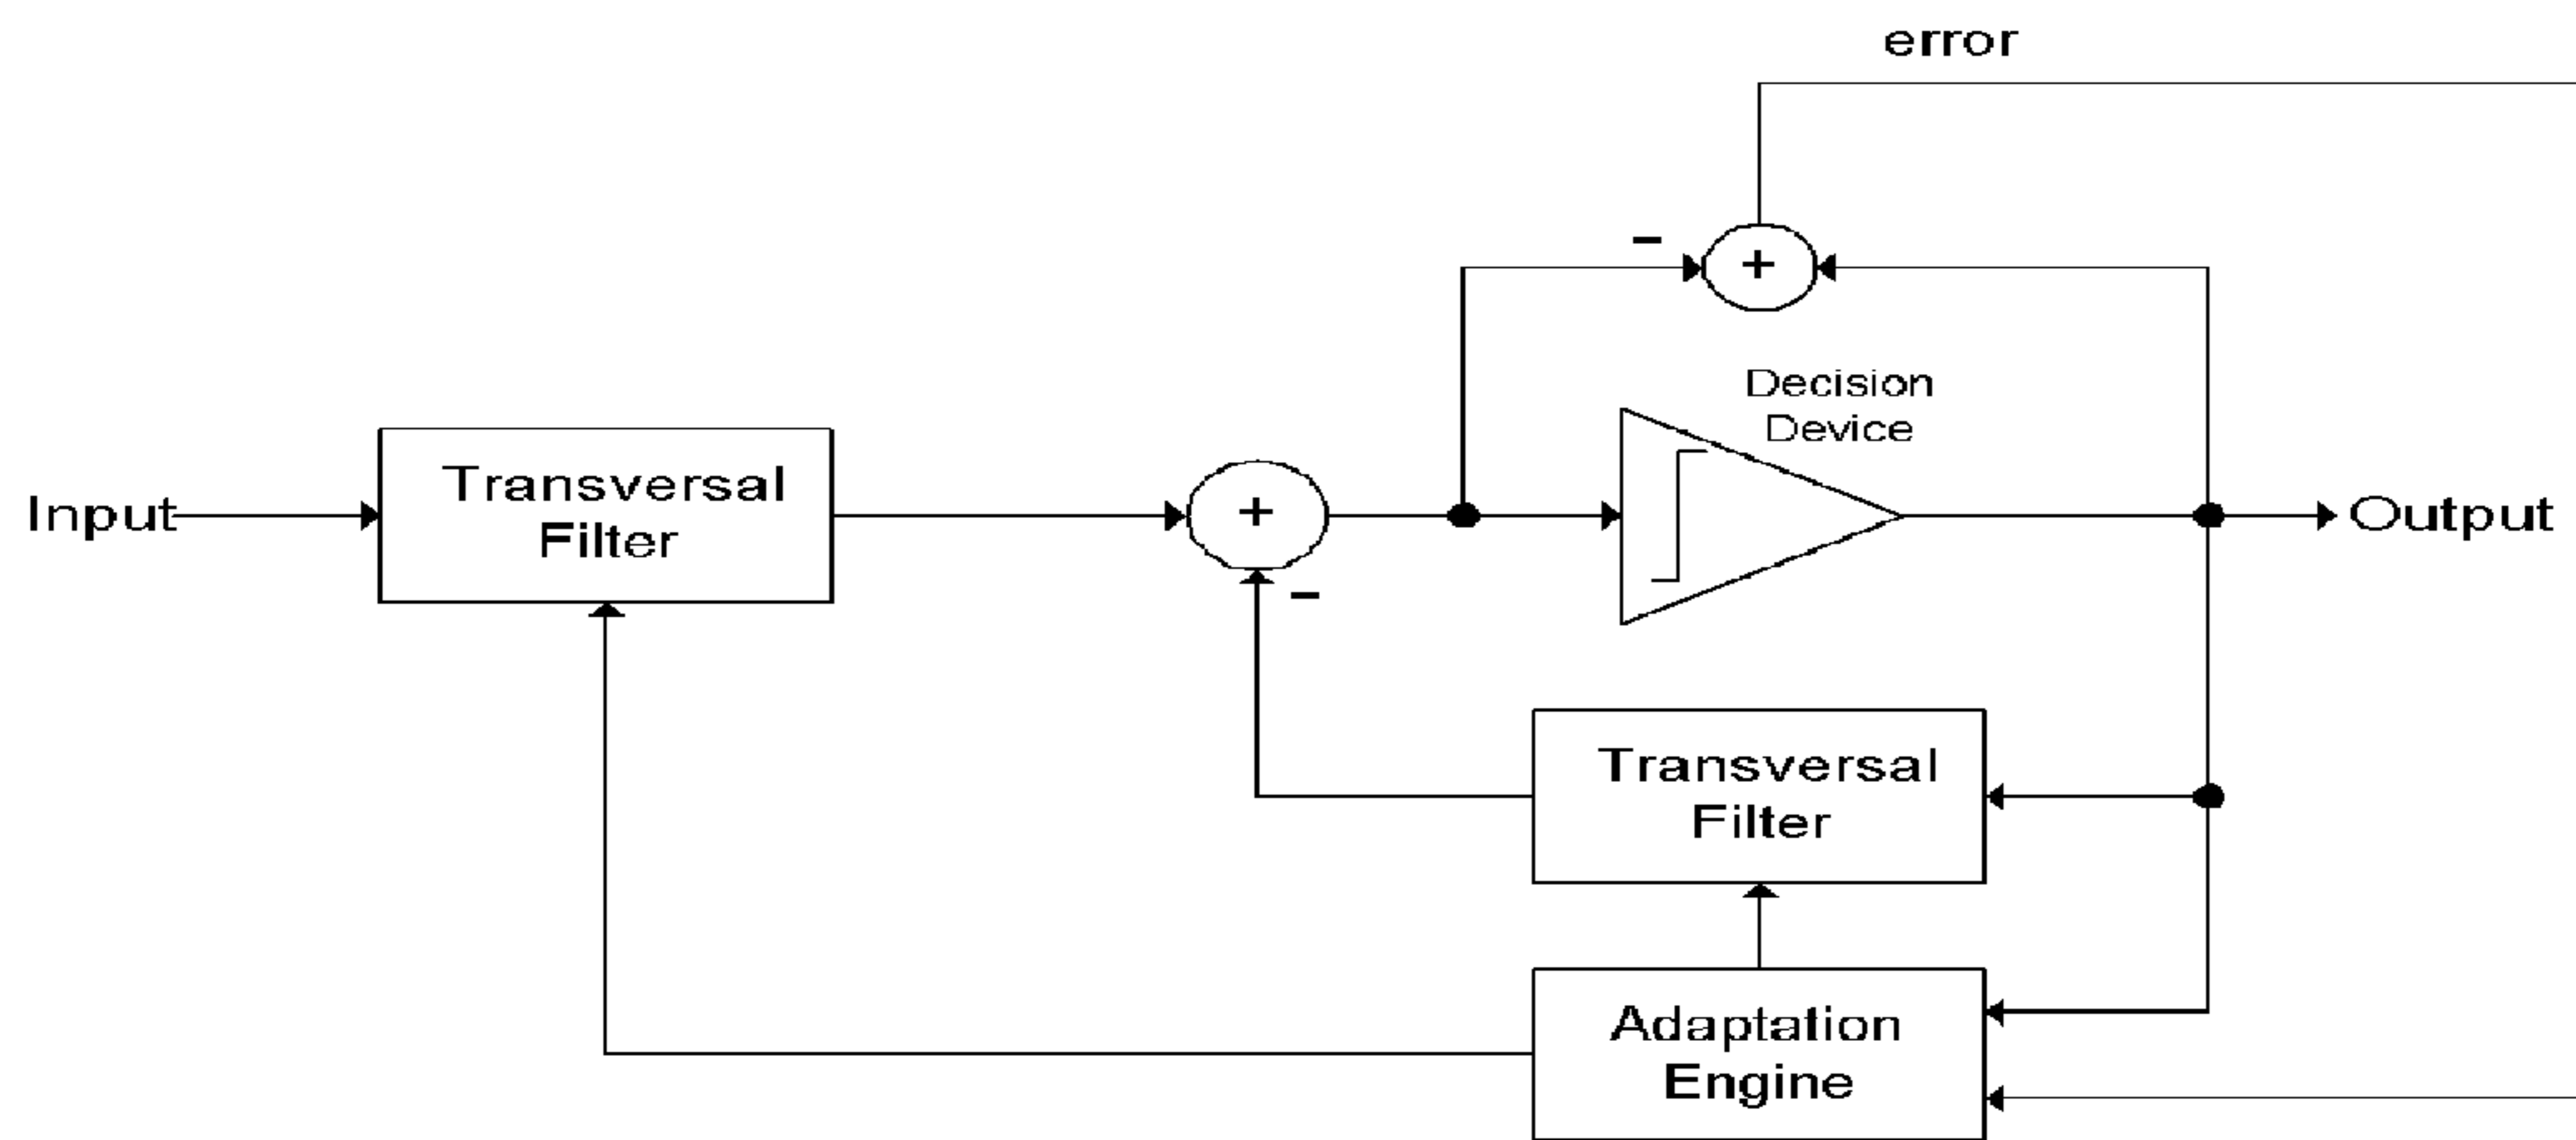 error
−
+
Decision
Device
Input
Transversal
Filter
+
−
Output
Transversal
Filter
Adaptation
Engine